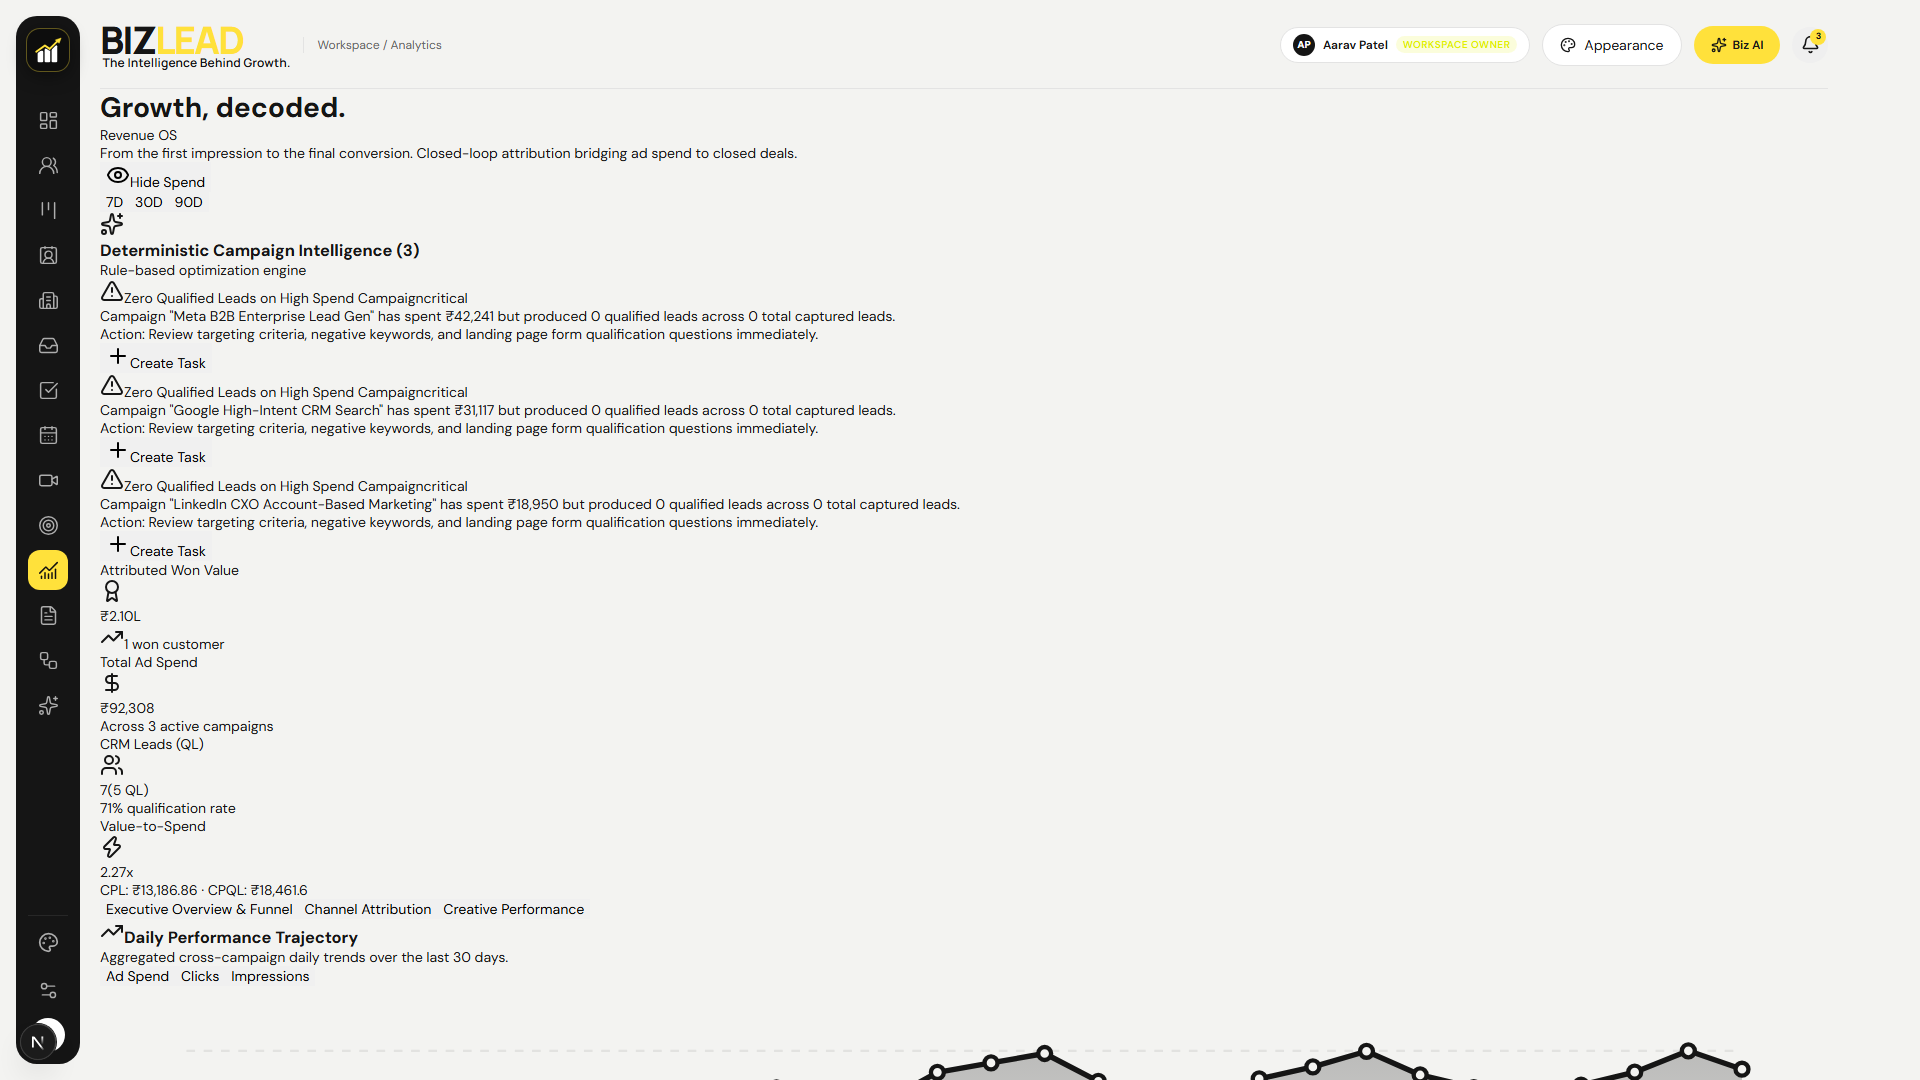 BIZLEAD
The Intelligence Behind Growth.
Workspace / Analytics
AP Aarav Patel WORKSPACE OWNER
Appearance
Biz AI
3
Growth, decoded.
Revenue OS
From the first impression to the final conversion. Closed-loop attribution bridging ad spend to closed deals.
Hide Spend
7D 30D 90D
Deterministic Campaign Intelligence (3)
Rule-based optimization engine
Zero Qualified Leads on High Spend Campaigncritical
Campaign "Meta B2B Enterprise Lead Gen" has spent ₹42,241 but produced 0 qualified leads across 0 total captured leads.
Action: Review targeting criteria, negative keywords, and landing page form qualification questions immediately.
Create Task
Zero Qualified Leads on High Spend Campaigncritical
Campaign "Google High-Intent CRM Search" has spent ₹31,117 but produced 0 qualified leads across 0 total captured leads.
Action: Review targeting criteria, negative keywords, and landing page form qualification questions immediately.
Create Task
Zero Qualified Leads on High Spend Campaigncritical
Campaign "LinkedIn CXO Account-Based Marketing" has spent ₹18,950 but produced 0 qualified leads across 0 total captured leads.
Action: Review targeting criteria, negative keywords, and landing page form qualification questions immediately.
Create Task
Attributed Won Value
₹2.10L
1 won customer
Total Ad Spend
₹92,308
Across 3 active campaigns
CRM Leads (QL)
7(5 QL)
71% qualification rate
Value-to-Spend
2.27x
CPL: ₹13,186.86 · CPQL: ₹18,461.6
Executive Overview & Funnel Channel Attribution Creative Performance
Daily Performance Trajectory
Aggregated cross-campaign daily trends over the last 30 days.
Ad Spend Clicks Impressions
N